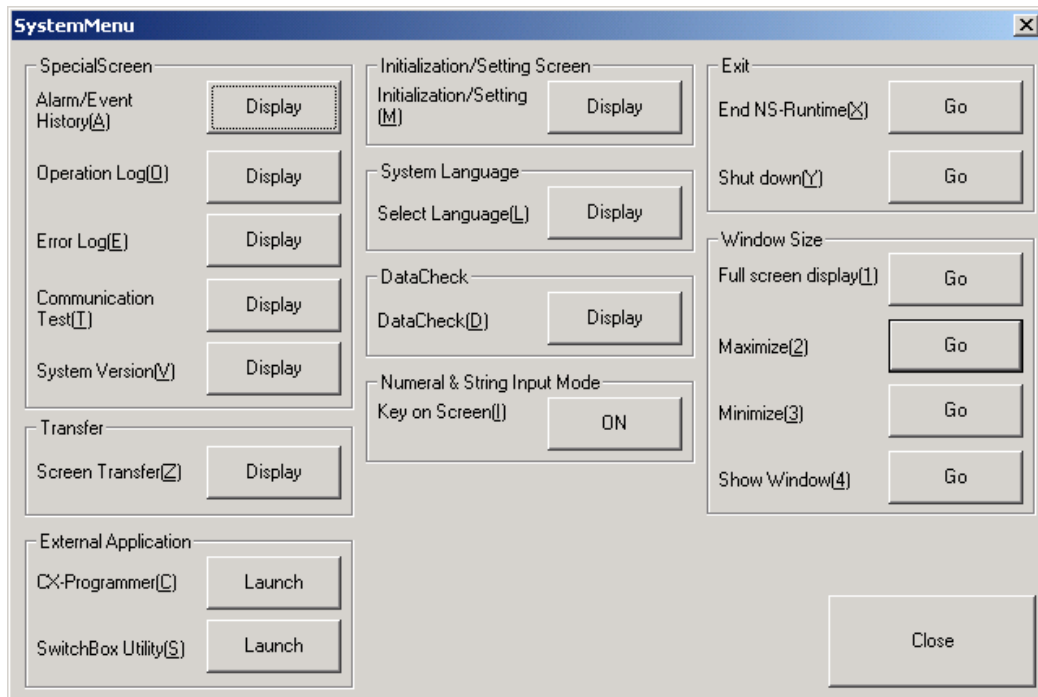 SystemMenu
SpecialScreen
Alarm/Event
History(A)
Display
Operation Log(O)
Display
Error Log(E)
Display
Communication
Test(T)
Display
System Version(V)
Display
Transfer
Screen Transfer(Z)
Display
External Application
CX-Programmer(C)
Launch
SwitchBox Utility(S)
Launch
Initialization/Setting Screen
Initialization/Setting
(M)
Display
System Language
Select Language(L)
Display
DataCheck
DataCheck(D)
Display
Numeral & String Input Mode
Key on Screen(I)
ON
Exit
End NS-Runtime(X)
Go
Shut down(Y)
Go
Window Size
Full screen display(1)
Go
Maximize(2)
Go
Minimize(3)
Go
Show Window(4)
Go
Close